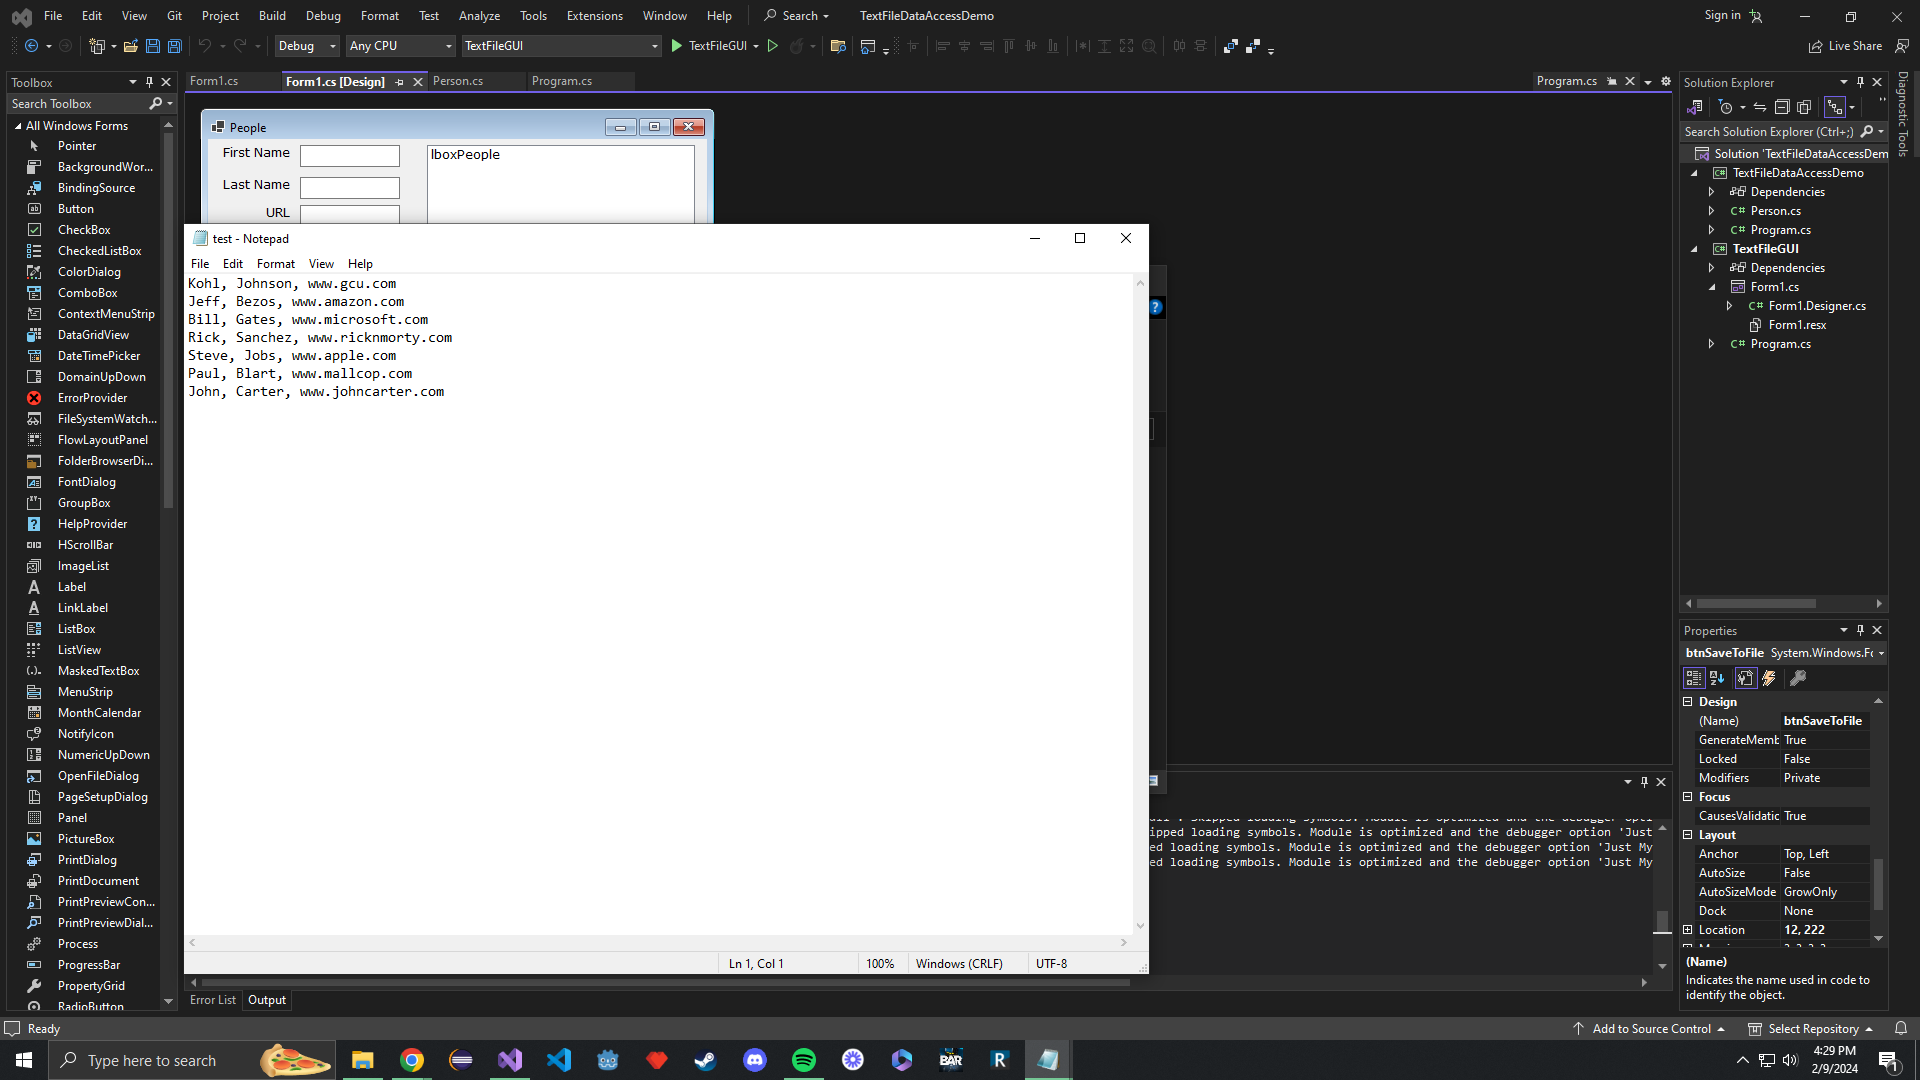 File Edit View Git Project Build Debug Format Test Analyze Tools Extensions Window Help Search TextFileDataAccessDemo Sign in
Debug Any CPU TextFileGUI TextFileGUI Live Share
Toolbox
Search Toolbox
All Windows Forms
Pointer
BackgroundWor...
BindingSource
Button
CheckBox
CheckedListBox
ColorDialog
ComboBox
ContextMenuStrip
DataGridView
DateTimePicker
DomainUpDown
ErrorProvider
FileSystemWatch...
FlowLayoutPanel
FolderBrowserDi...
FontDialog
GroupBox
HelpProvider
HScrollBar
ImageList
Label
LinkLabel
ListBox
ListView
MaskedTextBox
MenuStrip
MonthCalendar
NotifyIcon
NumericUpDown
OpenFileDialog
PageSetupDialog
Panel
PictureBox
PrintDialog
PrintDocument
PrintPreviewCon...
PrintPreviewDial...
Process
ProgressBar
PropertyGrid
RadioButton
Form1.cs Form1.cs [Design] Person.cs Program.cs Program.cs
People
First Name
Last Name
URL
lboxPeople
test - Notepad
File Edit Format View Help
Kohl, Johnson, www.gcu.com
Jeff, Bezos, www.amazon.com
Bill, Gates, www.microsoft.com
Rick, Sanchez, www.ricknmorty.com
Steve, Jobs, www.apple.com
Paul, Blart, www.mallcop.com
John, Carter, www.johncarter.com
Ln 1, Col 1 100% Windows (CRLF) UTF-8
ipped loading symbols. Module is optimized and the debugger option 'Just
ed loading symbols. Module is optimized and the debugger option 'Just My
ed loading symbols. Module is optimized and the debugger option 'Just My
Error List Output
Solution Explorer
Search Solution Explorer (Ctrl+;)
Solution 'TextFileDataAccessDem
TextFileDataAccessDemo
Dependencies
C# Person.cs
C# Program.cs
TextFileGUI
Dependencies
Form1.cs
C# Form1.Designer.cs
Form1.resx
C# Program.cs
Diagnostic Tools
Properties
btnSaveToFile System.Windows.Fo
Design
(Name) btnSaveToFile
GenerateMemb True
Locked False
Modifiers Private
Focus
CausesValidatic True
Layout
Anchor Top, Left
AutoSize False
AutoSizeMode GrowOnly
Dock None
Location 12, 222
(Name)
Indicates the name used in code to
identify the object.
Ready Add to Source Control Select Repository
Type here to search
BAR
R
4:29 PM
2/9/2024
1